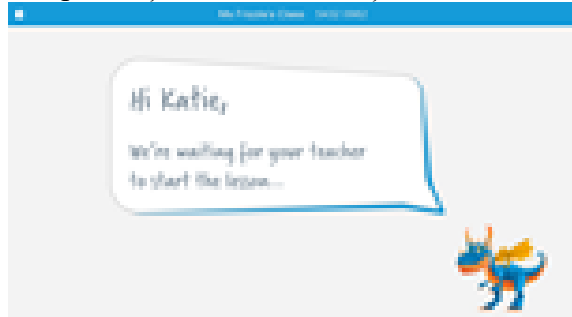 Hi Katie,
We're waiting for your teacher
to start the lesson...